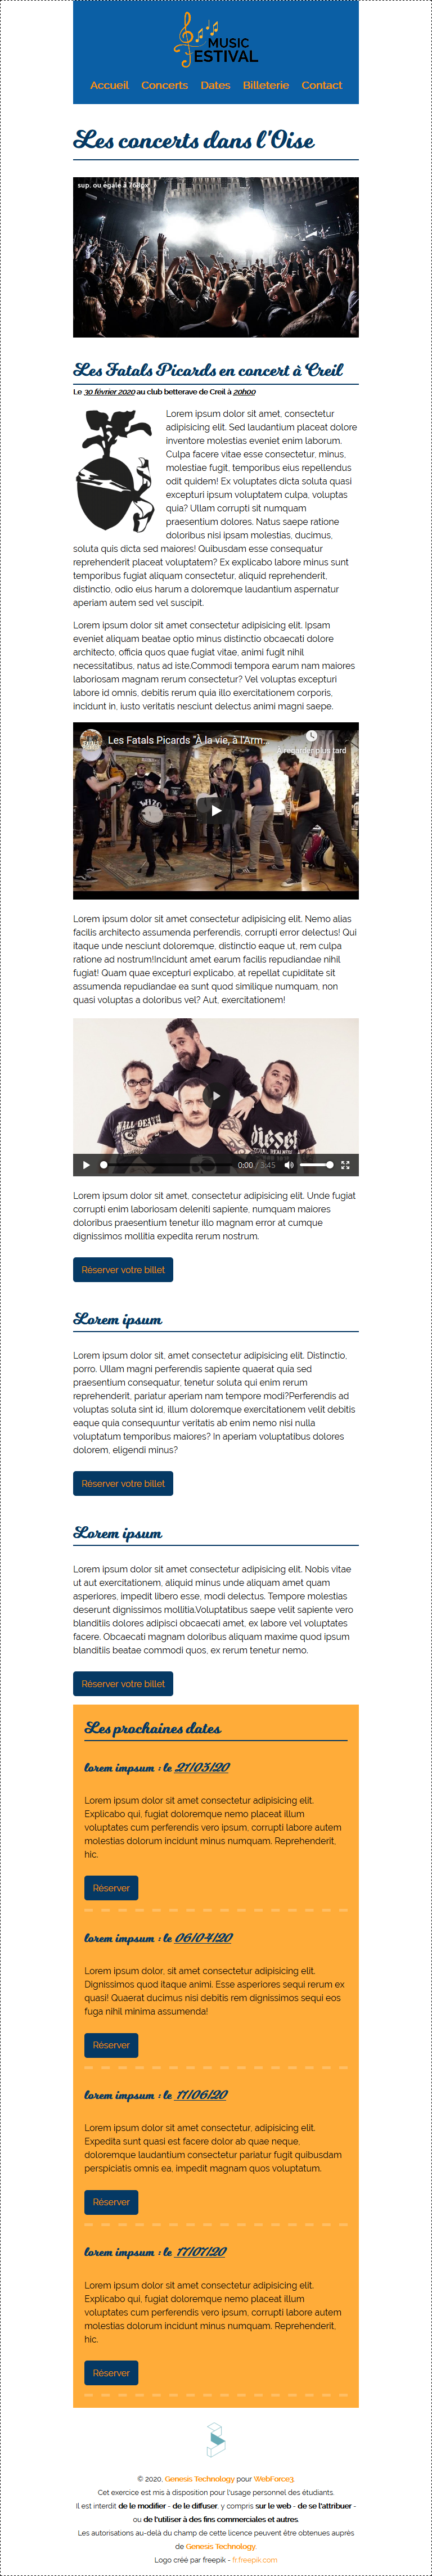 MUSIC
FESTIVAL
Accueil Concerts Dates Billeterie Contact
Les concerts dans l'Oise
sup. ou égale à 768px
Les Fatals Picards en concert à Creil
Le 30 février 2020 au club betterave de Creil à 20h00
Lorem ipsum dolor sit amet, consectetur
adipisicing elit. Sed laudantium placeat dolore
inventore molestias eveniet enim laborum.
Culpa facere vitae esse consectetur, minus,
molestiae fugit, temporibus eius repellendus
odit quidem! Ex voluptates dicta soluta quasi
excepturi ipsum voluptatem culpa, voluptas
quia? Ullam corrupti sit numquam
praesentium dolores. Natus saepe ratione
doloribus nisi ipsam molestias, ducimus,
soluta quis dicta sed maiores! Quibusdam esse consequatur
reprehenderit placeat voluptatem? Ex explicabo labore minus sunt
temporibus fugiat aliquam consectetur, aliquid reprehenderit,
distinctio, odio eius harum a doloremque laudantium aspernatur
aperiam autem sed vel suscipit.
Lorem ipsum dolor sit amet consectetur adipisicing elit. Ipsam
eveniet aliquam beatae optio minus distinctio obcaecati dolore
architecto, officia quos quae fugiat vitae, animi fugit nihil
necessitatibus, natus ad iste.Commodi tempora earum nam maiores
laboriosam magnam rerum consectetur? Vel voluptas excepturi
labore id omnis, debitis rerum quia illo exercitationem corporis,
incidunt in, iusto veritatis nesciunt delectus animi magni saepe.
Les Fatals Picards "À la vie, à l'Arm...
À regarder plus tard
Lorem ipsum dolor sit amet consectetur adipisicing elit. Nemo alias
facilis architecto assumenda perferendis, corrupti error delectus! Qui
itaque unde nesciunt doloremque, distinctio eaque ut, rem culpa
ratione ad nostrum!Incidunt amet earum facilis repudiandae nihil
fugiat! Quam quae excepturi explicabo, at repellat cupiditate sit
assumenda repudiandae ea sunt quod similique numquam, non
quasi voluptas a doloribus vel? Aut, exercitationem!
0:00 / 3:45
Lorem ipsum dolor sit amet, consectetur adipisicing elit. Unde fugiat
corrupti enim laboriosam deleniti sapiente, numquam maiores
doloribus praesentium tenetur illo magnam error at cumque
dignissimos mollitia expedita rerum nostrum.
Réserver votre billet
Lorem ipsum
Lorem ipsum dolor sit, amet consectetur adipisicing elit. Distinctio,
porro. Ullam magni perferendis sapiente quaerat quia sed
praesentium consequatur, tenetur soluta qui enim rerum
reprehenderit, pariatur aperiam nam tempore modi?Perferendis ad
voluptas soluta sint id, illum doloremque exercitationem velit debitis
eaque quia consequuntur veritatis ab enim nemo nisi nulla
voluptatum temporibus maiores? In aperiam voluptatibus dolores
dolorem, eligendi minus?
Réserver votre billet
Lorem ipsum
Lorem ipsum dolor sit amet consectetur adipisicing elit. Nobis vitae
ut aut exercitationem, aliquid minus unde aliquam amet quam
asperiores, impedit libero esse, modi delectus. Tempore molestias
deserunt dignissimos mollitia.Voluptatibus saepe velit sapiente vero
blanditiis dolores adipisci obcaecati amet, ex labore vel voluptates
facere. Obcaecati magnam doloribus aliquam maxime quod ipsum
blanditiis beatae commodi quos, ex rerum tenetur nemo.
Réserver votre billet
Les prochaines dates
lorem impsum : le 21/03/20
Lorem ipsum dolor sit amet consectetur adipisicing elit.
Explicabo qui, fugiat doloremque nemo placeat illum
voluptates cum perferendis vero ipsum, corrupti labore autem
molestias dolorum incidunt minus numquam. Reprehenderit,
hic.
Réserver
lorem impsum : le 06/04/20
Lorem ipsum dolor, sit amet consectetur adipisicing elit.
Dignissimos quod itaque animi. Esse asperiores sequi rerum ex
quasi! Quaerat ducimus nisi debitis rem dignissimos sequi eos
fuga nihil minima assumenda!
Réserver
lorem impsum : le 11/06/20
Lorem ipsum dolor sit amet consectetur, adipisicing elit.
Expedita sunt quasi est facere dolor ab quae neque,
doloremque laudantium consectetur pariatur fugit quibusdam
perspiciatis omnis ea, impedit magnam quos voluptatum.
Réserver
lorem impsum : le 17/07/20
Lorem ipsum dolor sit amet consectetur adipisicing elit.
Explicabo qui, fugiat doloremque nemo placeat illum
voluptates cum perferendis vero ipsum, corrupti labore autem
molestias dolorum incidunt minus numquam. Reprehenderit,
hic.
Réserver
© 2020, Genesis Technology pour WebForce3.
Cet exercice est mis à disposition pour l'usage personnel des étudiants.
Il est interdit de le modifier - de le diffuser, y compris sur le web - de se l'attribuer -
ou de l'utiliser à des fins commerciales et autres.
Les autorisations au-delà du champ de cette licence peuvent être obtenues auprès
de Genesis Technology.
Logo créé par freepik - fr.freepik.com